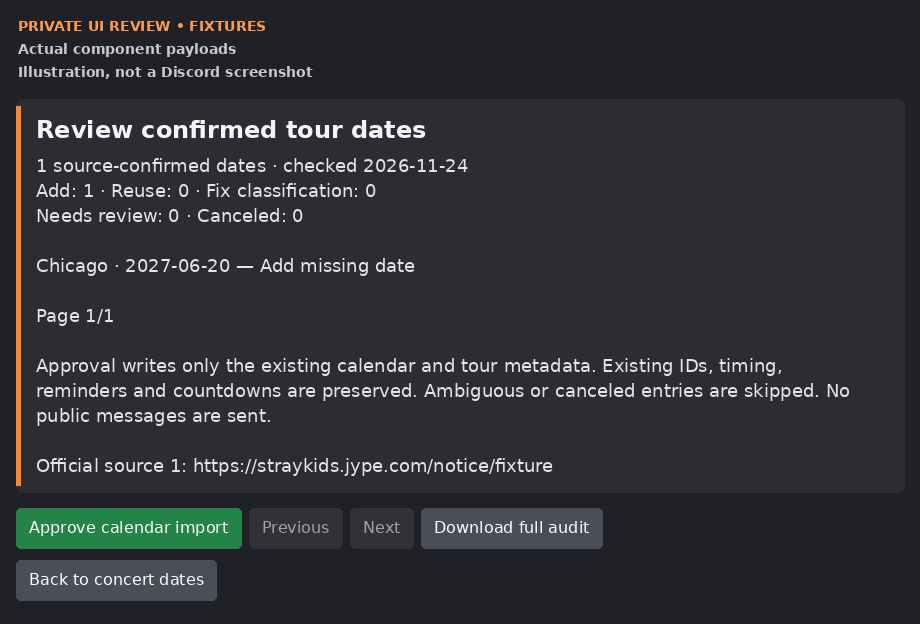 PRIVATE UI REVIEW • FIXTURES
Actual component payloads
Illustration, not a Discord screenshot
Review confirmed tour dates
1 source-confirmed dates · checked 2026-11-24
Add: 1 · Reuse: 0 · Fix classification: 0
Needs review: 0 · Canceled: 0
Chicago · 2027-06-20 — Add missing date
Page 1/1
Approval writes only the existing calendar and tour metadata. Existing IDs, timing,
reminders and countdowns are preserved. Ambiguous or canceled entries are skipped. No
public messages are sent.
Official source 1: https://straykids.jype.com/notice/fixture
Approve calendar import
Previous
Next
Download full audit
Back to concert dates